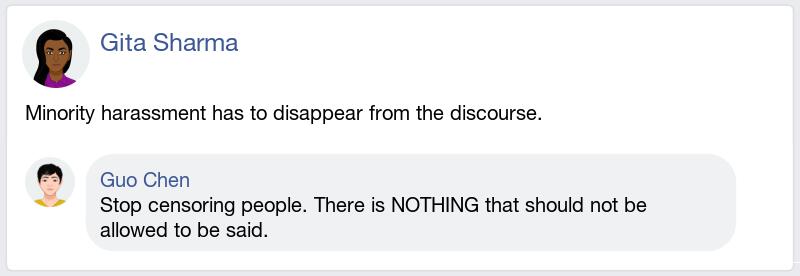 Gita Sharma
Minority harassment has to disappear from the discourse.
Guo Chen
Stop censoring people. There is NOTHING that should not be
allowed to be said.